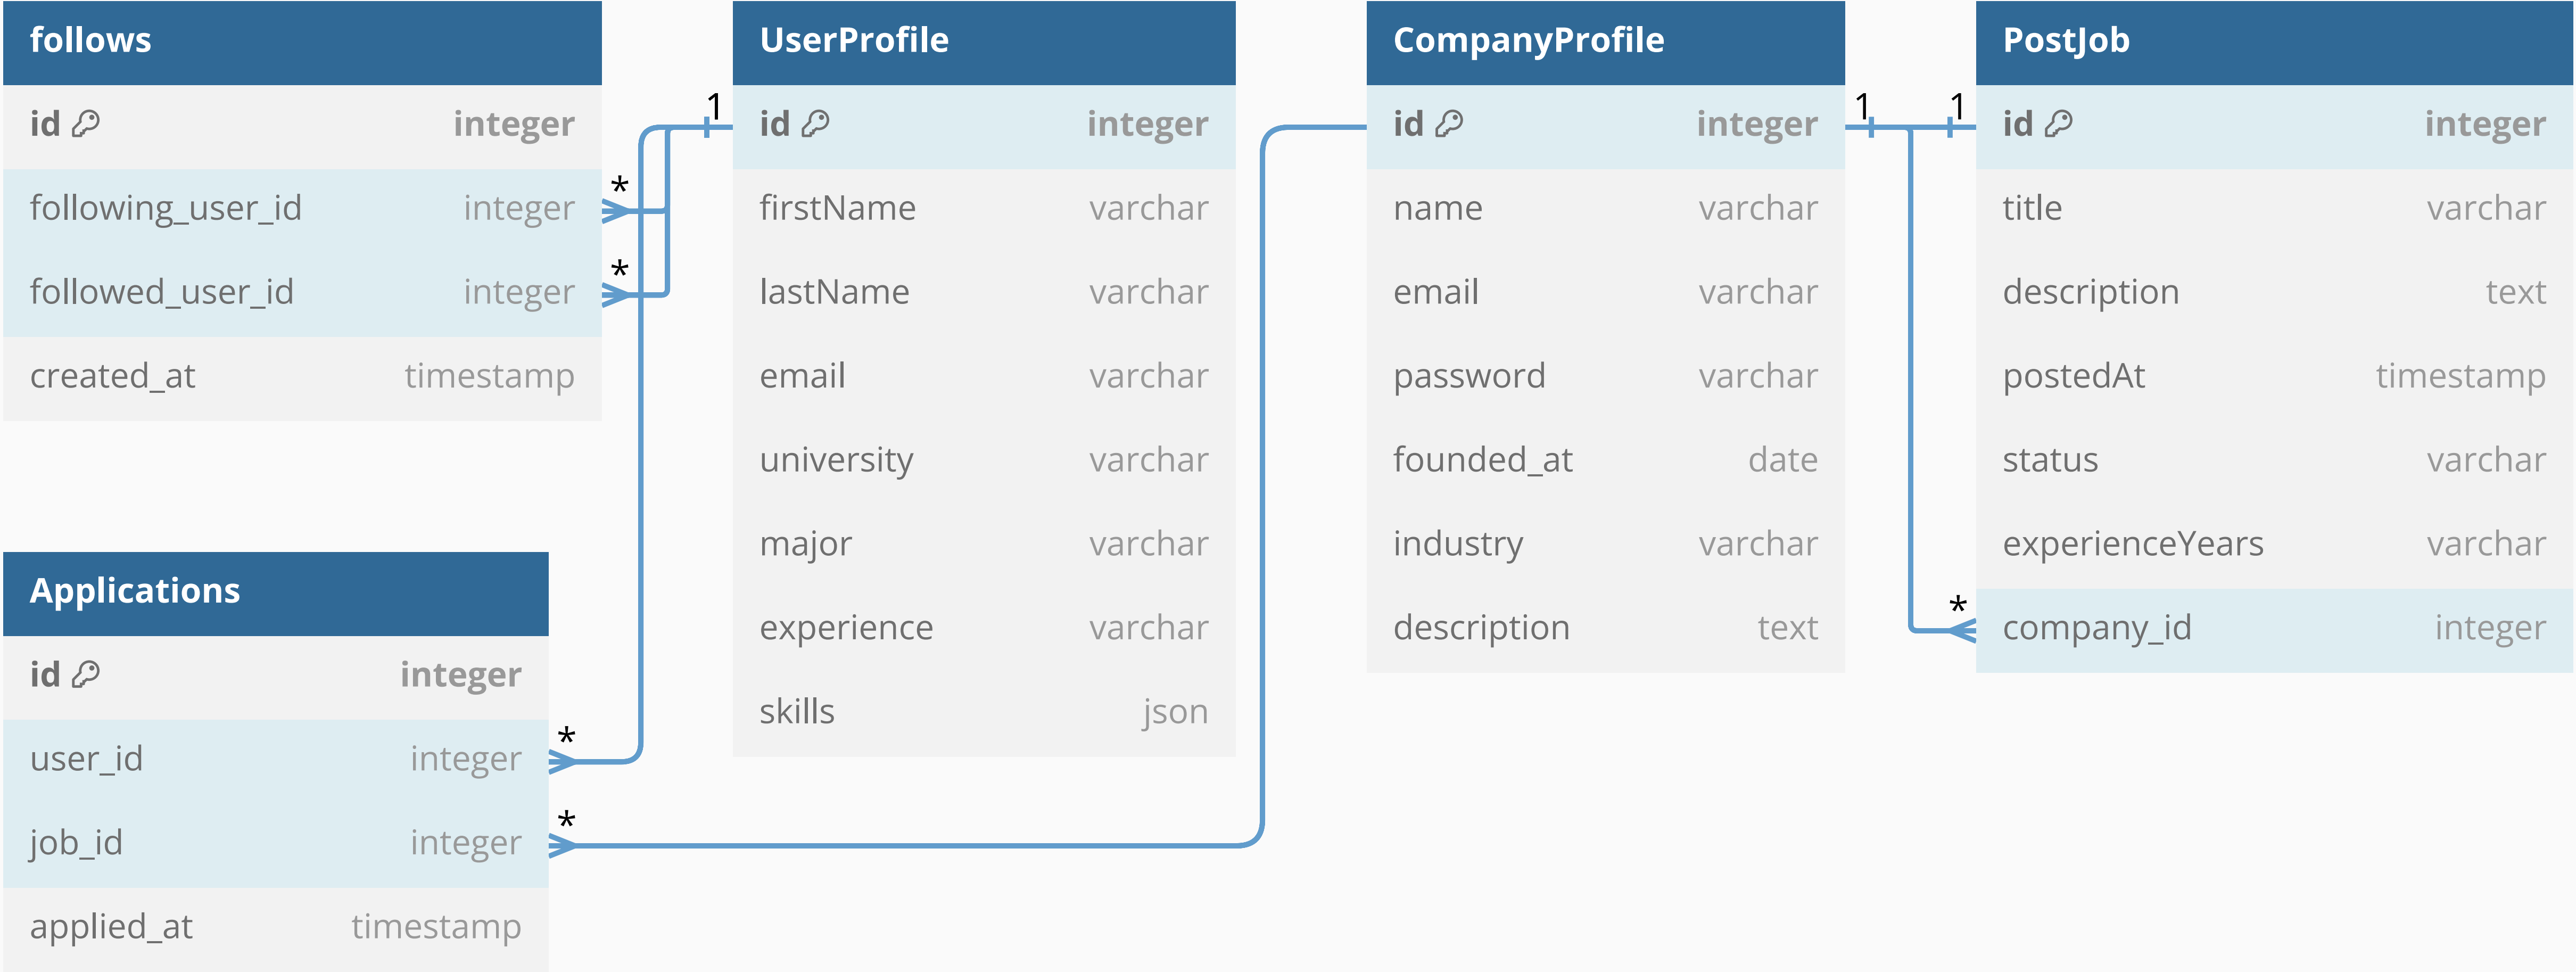 follows
id integer
following_user_id integer
followed_user_id integer
created_at timestamp
*
*
Applications
id integer
user_id integer
job_id integer
applied_at timestamp
*
*
1
UserProfile
id integer
firstName varchar
lastName varchar
email varchar
university varchar
major varchar
experience varchar
skills json
CompanyProfile
id integer
name varchar
email varchar
password varchar
founded_at date
industry varchar
description text
1 1
*
PostJob
id integer
title varchar
description text
postedAt timestamp
status varchar
experienceYears varchar
company_id integer